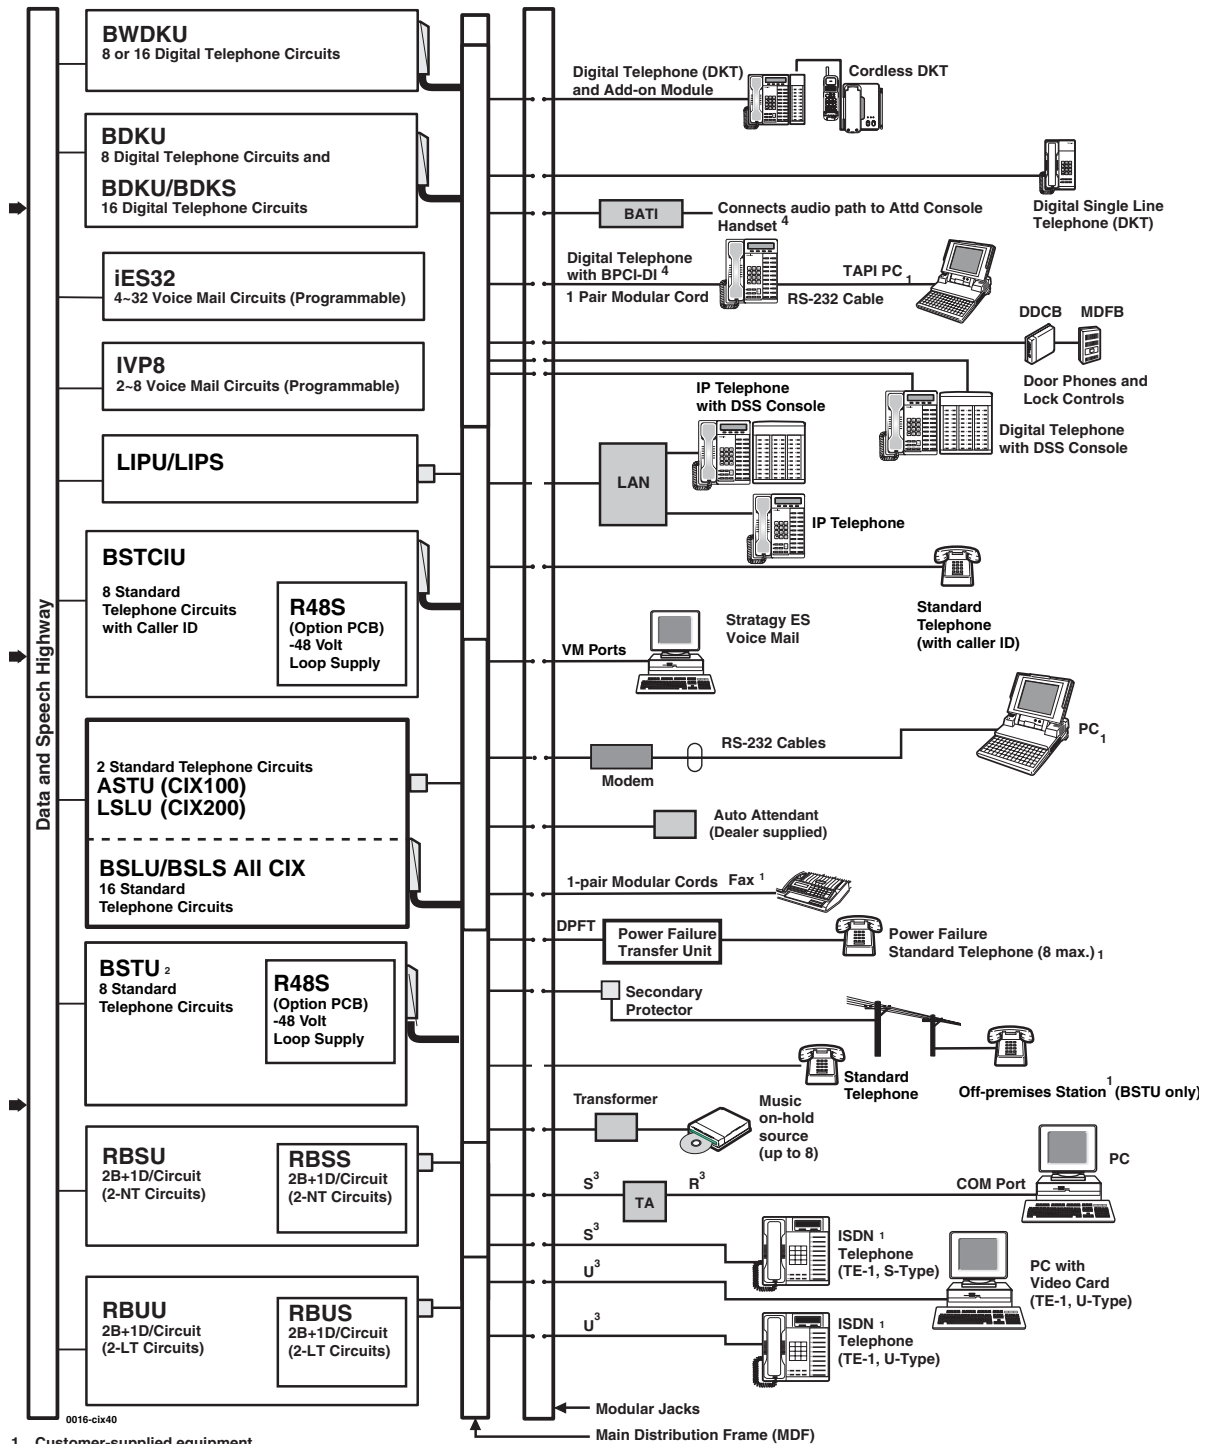 BWDKU
8 or 16 Digital Telephone Circuits
BDKU
8 Digital Telephone Circuits and
BDKU/BDKS
16 Digital Telephone Circuits
iES32
4~32 Voice Mail Circuits (Programmable)
IVP8
2~8 Voice Mail Circuits (Programmable)
LIPU/LIPS
BSTCIU
8 Standard
Telephone Circuits
with Caller ID
R48S
(Option PCB)
-48 Volt
Loop Supply
Data and Speech Highway
2 Standard Telephone Circuits
ASTU (CIX100)
LSLU (CIX200)
BSLU/BSLS All CIX
16 Standard
Telephone Circuits
BSTU 2
8 Standard
Telephone Circuits
R48S
(Option PCB)
-48 Volt
Loop Supply
RBSU
2B+1D/Circuit
(2-NT Circuits)
RBSS
2B+1D/Circuit
(2-NT Circuits)
RBUU
2B+1D/Circuit
(2-LT Circuits)
RBUS
2B+1D/Circuit
(2-LT Circuits)
0016-cix40
Digital Telephone (DKT)
and Add-on Module
Cordless DKT
Digital Single Line
Telephone (DKT)
BATI
Connects audio path to Attd Console
Handset 4
Digital Telephone
with BPCI-DI 4
1 Pair Modular Cord
RS-232 Cable
TAPI PC 1
DDCB MDFB
Door Phones and
Lock Controls
IP Telephone
with DSS Console
Digital Telephone
with DSS Console
LAN
IP Telephone
Standard
Telephone
(with caller ID)
Stratagy ES
Voice Mail
VM Ports
RS-232 Cables
PC 1
Modem
Auto Attendant
(Dealer supplied)
1-pair Modular Cords Fax 1
DPFT
Power Failure
Transfer Unit
Power Failure
Standard Telephone (8 max.) 1
Secondary
Protector
Standard
Telephone
Off-premises Station 1 (BSTU only)
Transformer
Music
on-hold
source
(up to 8)
S3
TA
R3
COM Port
PC
S3
ISDN 1
Telephone
(TE-1, S-Type)
U3
PC with
Video Card
(TE-1, U-Type)
U3
ISDN 1
Telephone
(TE-1, U-Type)
Modular Jacks
Main Distribution Frame (MDF)
1 Customer-supplied equipment